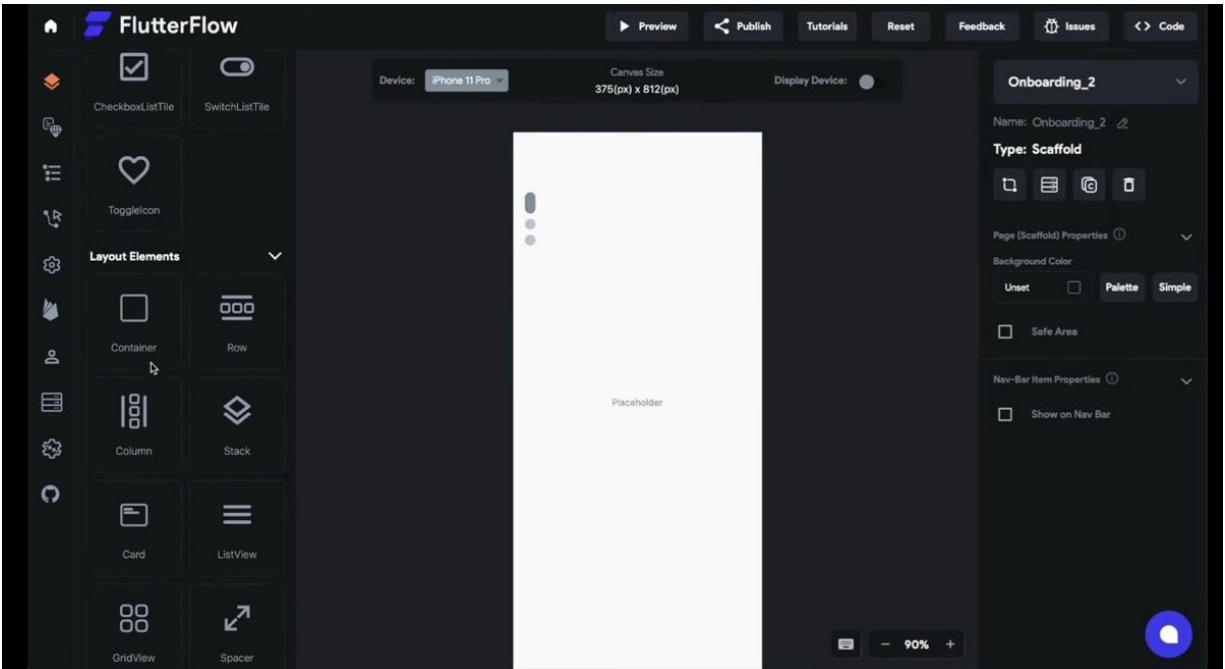 FlutterFlow
Preview
Publish
Tutorials
Reset
Feedback
Issues
<> Code
CheckboxListTile
SwitchListTile
ToggleIcon
Layout Elements
Container
Row
Column
Stack
Card
ListView
GridView
Spacer
Device: iPhone 11 Pro
Canvas Size
375(px) x 812(px)
Display Device:
Placeholder
- 90% +
Onboarding_2
Name: Onboarding_2
Type: Scaffold
Page (Scaffold) Properties
Background Color
Unset
Palette
Simple
Safe Area
Nav-Bar Item Properties
Show on Nav Bar